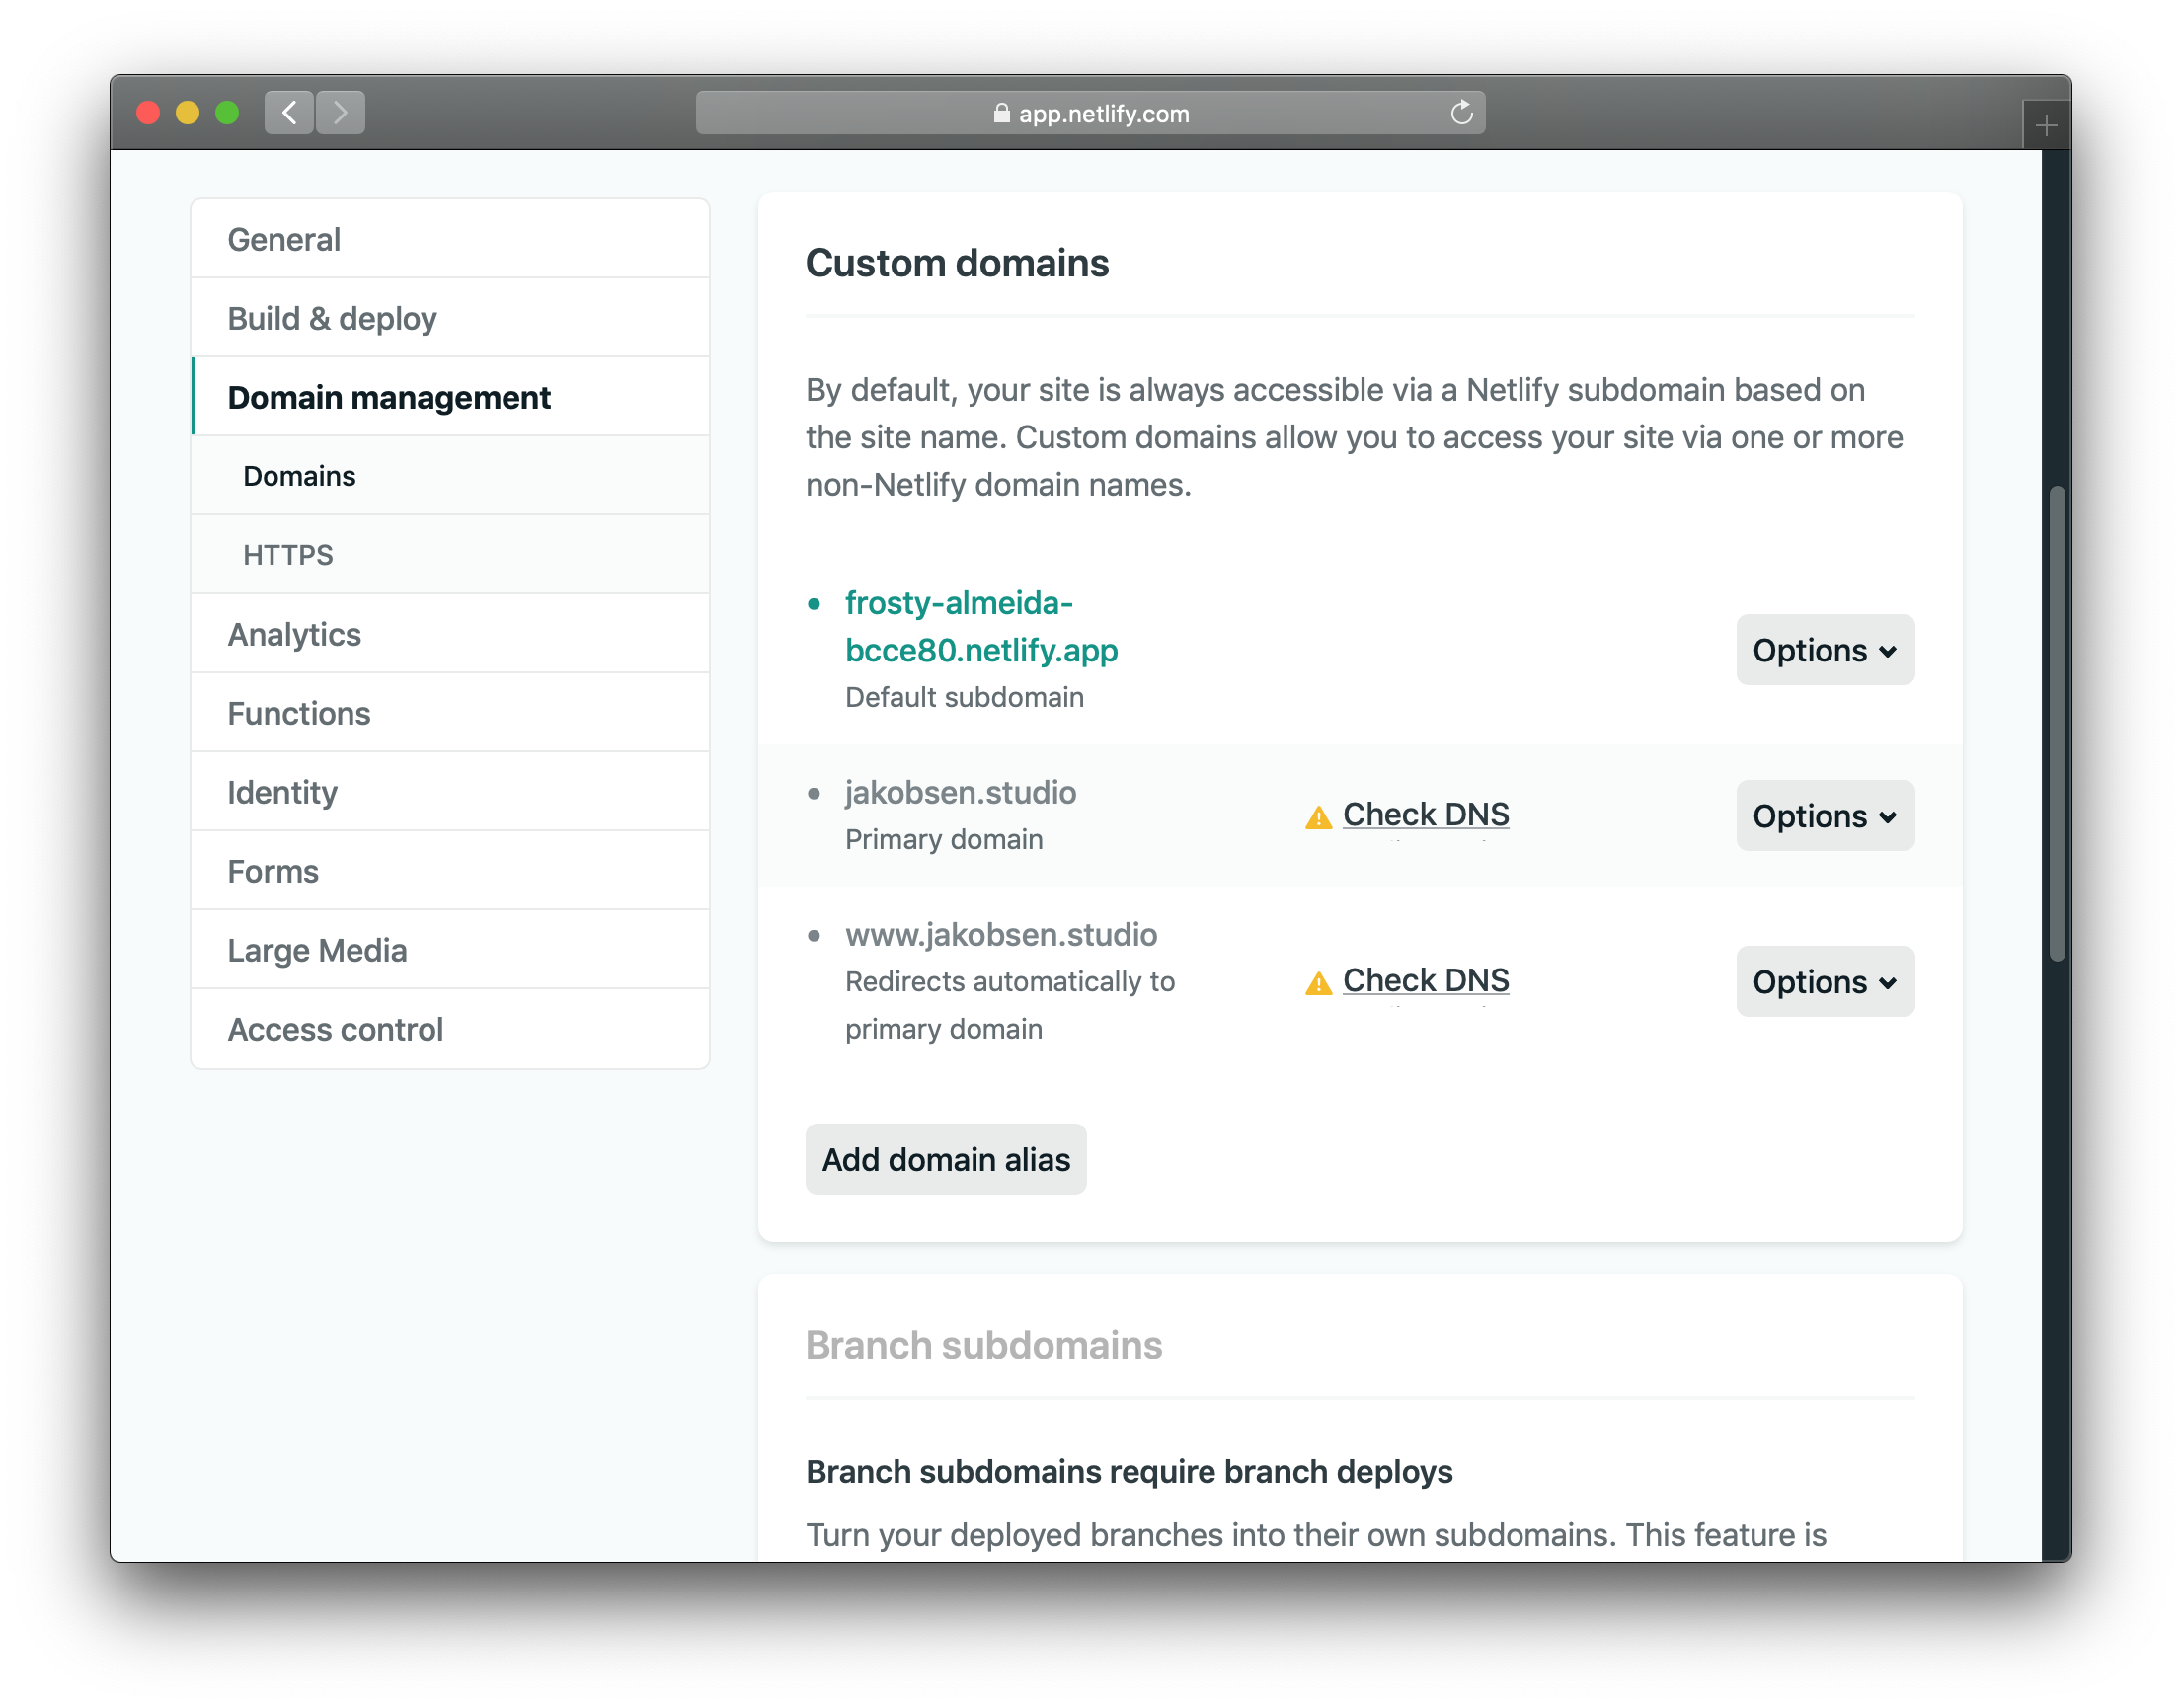 app.netlify.com
General
Build & deploy
Domain management
Domains
HTTPS
Analytics
Functions
Identity
Forms
Large Media
Access control
Custom domains
By default, your site is always accessible via a Netlify subdomain based on
the site name. Custom domains allow you to access your site via one or more
non-Netlify domain names.
frosty-almeida-
bcce80.netlify.app
Default subdomain
Options
jakobsen.studio
Primary domain
Check DNS
Options
www.jakobsen.studio
Redirects automatically to
primary domain
Check DNS
Options
Add domain alias
Branch subdomains
Branch subdomains require branch deploys
Turn your deployed branches into their own subdomains. This feature is